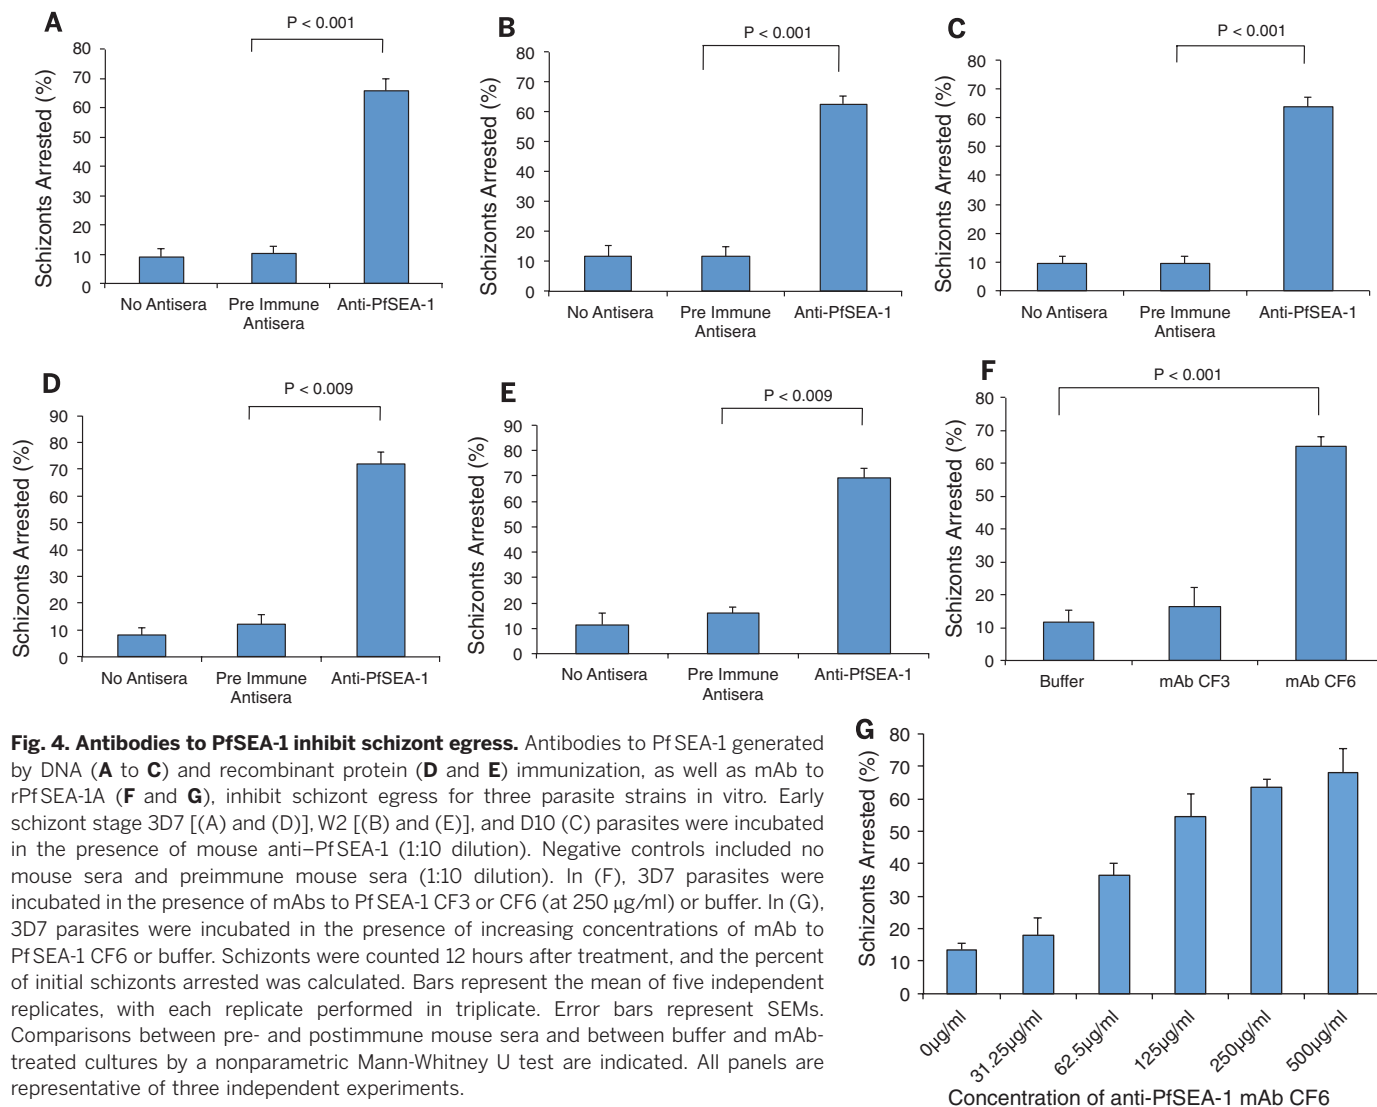 A
P < 0.001
Schizonts Arrested (%)
80
70
60
50
40
30
20
10
0
No Antisera
Pre Immune
Antisera
Anti-PfSEA-1
B
P < 0.001
Schizonts Arrested (%)
80
70
60
50
40
30
20
10
0
No Antisera
Pre Immune
Antisera
Anti-PfSEA-1
C
P < 0.001
Schizonts Arrested (%)
80
70
60
50
40
30
20
10
0
No Antisera
Pre Immune
Antisera
Anti-PfSEA-1
D
P < 0.009
Schizonts Arrested (%)
90
80
70
60
50
40
30
20
10
0
No Antisera
Pre Immune
Antisera
Anti-PfSEA-1
E
P < 0.009
Schizonts Arrested (%)
90
80
70
60
50
40
30
20
10
0
No Antisera
Pre Immune
Antisera
Anti-PfSEA-1
F
P < 0.001
Schizonts Arrested (%)
80
70
60
50
40
30
20
10
0
Buffer
mAb CF3
mAb CF6
Fig. 4. Antibodies to PfSEA-1 inhibit schizont egress. Antibodies to PfSEA-1 generated
by DNA (A to C) and recombinant protein (D and E) immunization, as well as mAb to
rPfSEA-1A (F and G), inhibit schizont egress for three parasite strains in vitro. Early
schizont stage 3D7 [(A) and (D)], W2 [(B) and (E)], and D10 (C) parasites were incubated
in the presence of mouse anti–PfSEA-1 (1:10 dilution). Negative controls included no
mouse sera and preimmune mouse sera (1:10 dilution). In (F), 3D7 parasites were
incubated in the presence of mAbs to PfSEA-1 CF3 or CF6 (at 250 μg/ml) or buffer. In (G),
3D7 parasites were incubated in the presence of increasing concentrations of mAb to
PfSEA-1 CF6 or buffer. Schizonts were counted 12 hours after treatment, and the percent
of initial schizonts arrested was calculated. Bars represent the mean of five independent
replicates, with each replicate performed in triplicate. Error bars represent SEMs.
Comparisons between pre- and postimmune mouse sera and between buffer and mAb-
treated cultures by a nonparametric Mann-Whitney U test are indicated. All panels are
representative of three independent experiments.
G
Schizonts Arrested (%)
80
70
60
50
40
30
20
10
0
0μg/ml
31.25μg/ml
62.5μg/ml
125μg/ml
250μg/ml
500μg/ml
Concentration of anti-PfSEA-1 mAb CF6